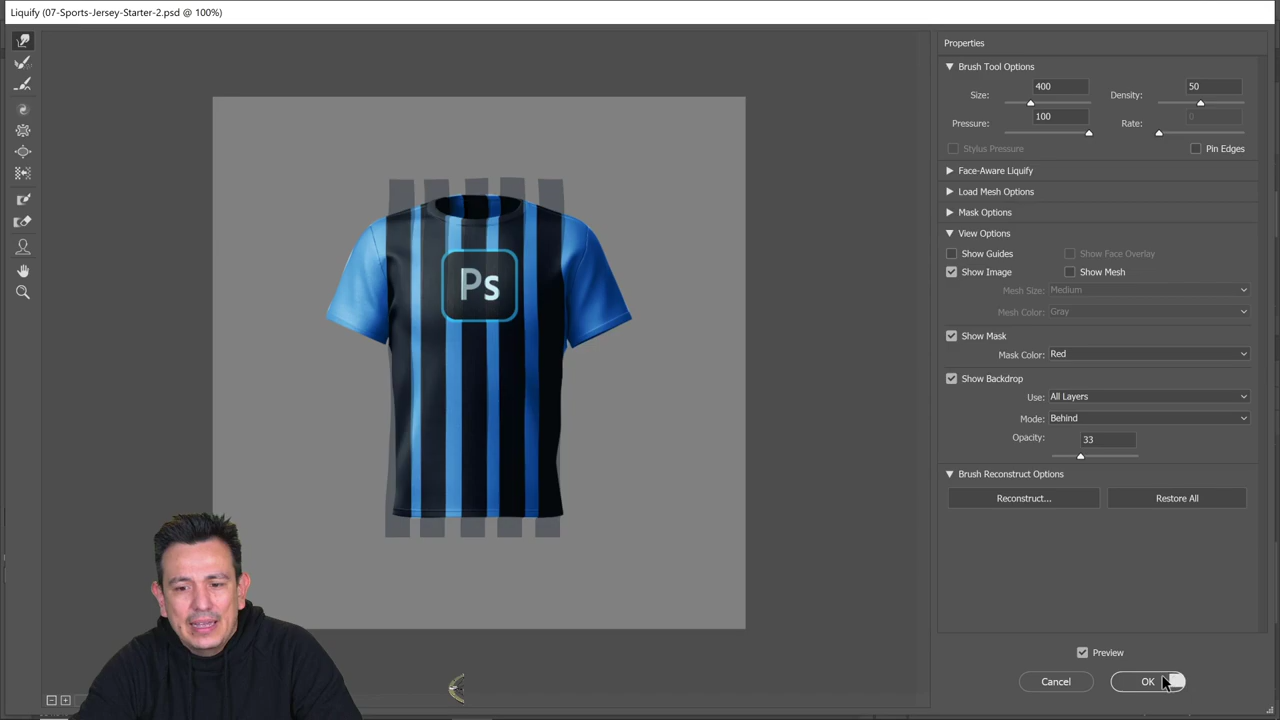 Liquify (07-Sports-Jersey-Starter-2.psd @ 100%)
Properties
Brush Tool Options
Size: 400 Density: 50
Pressure: 100 Rate: 0
Stylus Pressure Pin Edges
Face-Aware Liquify
Load Mesh Options
Mask Options
View Options
Show Guides Show Face Overlay
Show Image Show Mesh
Mesh Size: Medium
Mesh Color: Gray
Show Mask
Mask Color: Red
Show Backdrop
Use: All Layers
Mode: Behind
Opacity: 33
Brush Reconstruct Options
Reconstruct... Restore All
Ps
Preview
Cancel OK